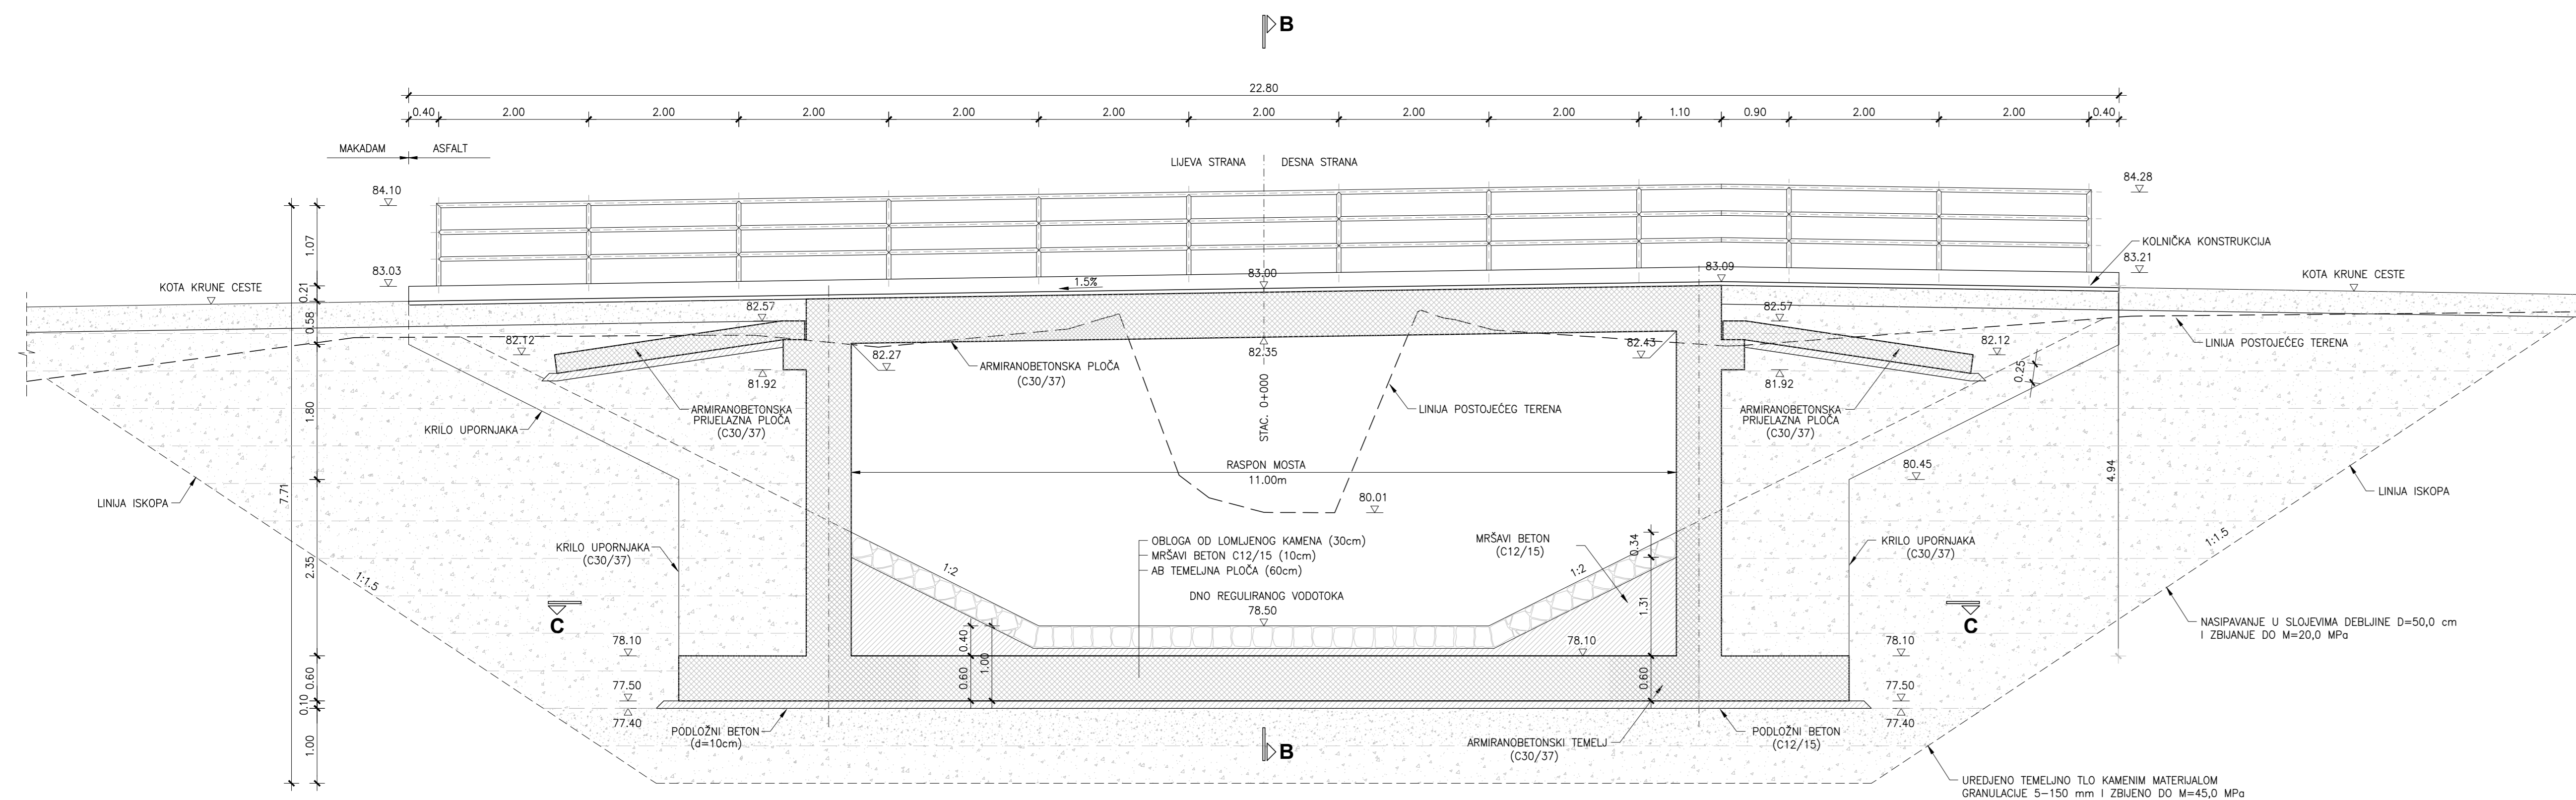 B
22.80
0.40 2.00 2.00 2.00 2.00 2.00 2.00 2.00 2.00 1.10 0.90 2.00 2.00 0.40
MAKADAM ASFALT
LIJEVA STRANA DESNA STRANA
84.10
84.28
1.07
KOLNIČKA KONSTRUKCIJA
83.03
83.00
83.09
83.21
1.5%
KOTA KRUNE CESTE
KOTA KRUNE CESTE
0.21
82.57
82.57
0.58
82.12
82.27
82.35
82.43
82.12
LINIJA POSTOJEĆEG TERENA
ARMIRANOBETONSKA PLOČA
(C30/37)
81.92
81.92
0.25
STAC. 0+000
ARMIRANOBETONSKA
PRIJELAZNA PLOČA
(C30/37)
LINIJA POSTOJEĆEG TERENA
ARMIRANOBETONSKA
PRIJELAZNA PLOČA
(C30/37)
1.80
KRILO UPORNJAKA
RASPON MOSTA
11.00m
80.45
4.94
7.71
LINIJA ISKOPA
80.01
LINIJA ISKOPA
OBLOGA OD LOMLJENOG KAMENA (30cm)
MRŠAVI BETON C12/15 (10cm)
AB TEMELJNA PLOČA (60cm)
MRŠAVI BETON
(C12/15)
0.34
KRILO UPORNJAKA
(C30/37)
KRILO UPORNJAKA
(C30/37)
1:1.5
2.35
1:1.5
1:2
1:2
DNO REGULIRANOG VODOTOKA
78.50
1.31
C
C
NASIPAVANJE U SLOJEVIMA DEBLJINE D=50,0 cm
I ZBIJANJE DO M=20,0 MPa
78.10
0.40
1.00
78.10
78.10
0.60
77.50
0.60
0.60
77.50
0.10
77.40
77.40
PODLOŽNI BETON
(d=10cm)
1.00
B
ARMIRANOBETONSKI TEMELJ
(C30/37)
PODLOŽNI BETON
(C12/15)
UREDJENO TEMELJNO TLO KAMENIM MATERIJALOM
GRANULACIJE 5-150 mm I ZBIJENO DO M=45,0 MPa